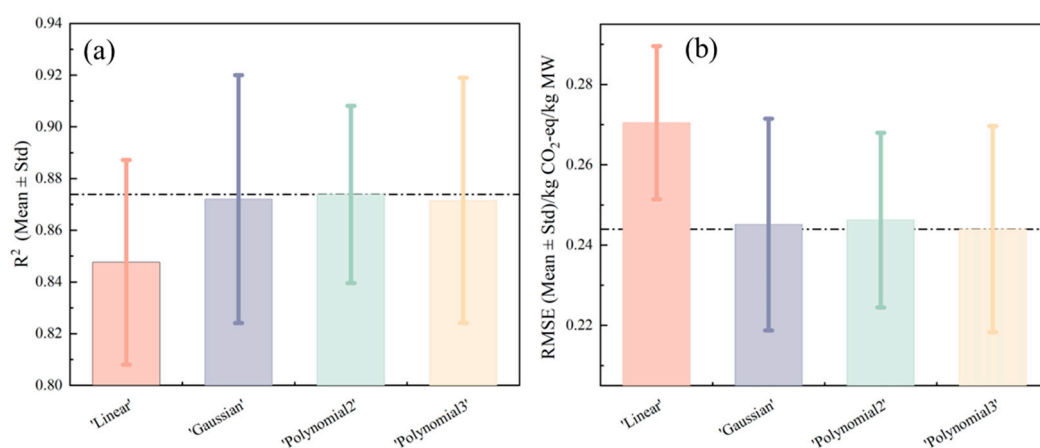 (a)
R² (Mean ± Std)
0.94
0.92
0.90
0.88
0.86
0.84
0.82
0.80
'Linear'
'Gaussian'
'Polynomial2'
'Polynomial3'
(b)
RMSE (Mean ± Std)/kg CO₂-eq/kg MW
0.28
0.26
0.24
0.22
'Linear'
'Gaussian'
'Polynomial2'
'Polynomial3'